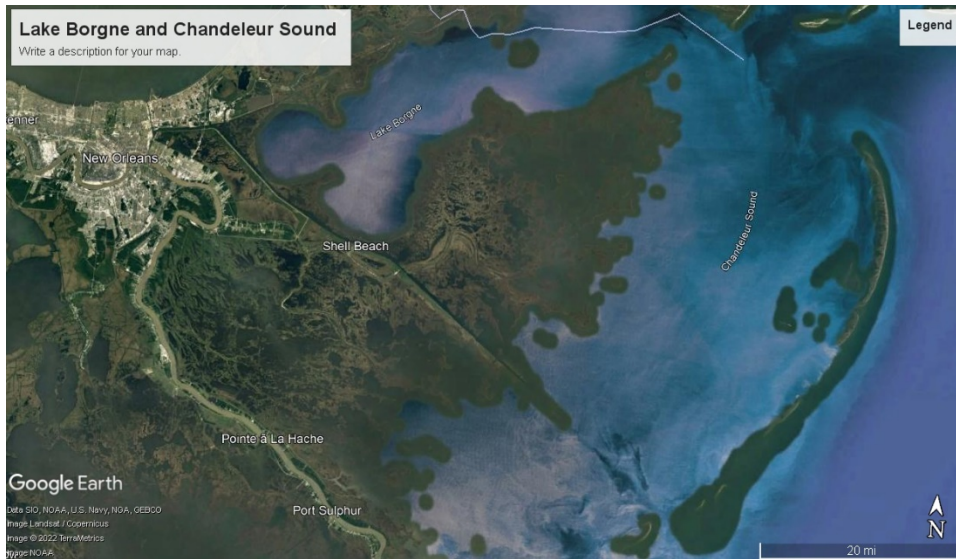 Lake Borgne and Chandeleur Sound
Write a description for your map.
Legend
enner
New Orleans
Lake Borgne
Chandeleur Sound
Shell Beach
Pointe à La Hache
Port Sulphur
Google Earth
Data SIO, NOAA, U.S. Navy, NGA, GEBCO
Image Landsat / Copernicus
Image © 2022 TerraMetrics
Image NOAA
N
20 mi